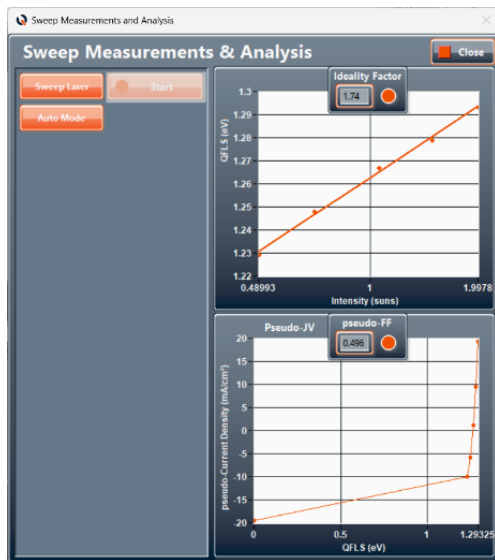 Sweep Measurements and Analysis
Sweep Measurements & Analysis
Close
Sweep Laser
Start
Auto Mode
Ideality Factor
1.74
QFLS (eV)
1.3
1.29
1.28
1.27
1.26
1.25
1.24
1.23
1.22
0.48993
1
1.9978
Intensity (suns)
Pseudo-JV
pseudo-FF
0.496
pseudo-Current Density (mA/cm²)
20
15
10
5
0
-5
-10
-15
-20
0
0.5
1
1.29325
QFLS (eV)